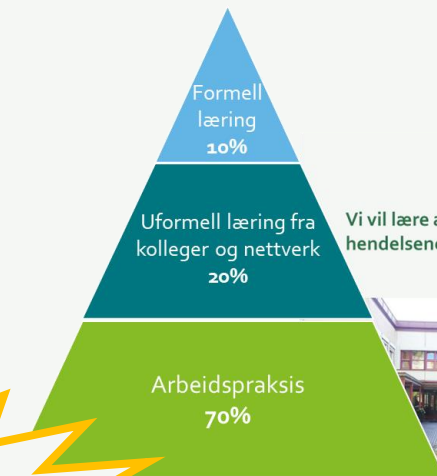 Formell
læring
10%
Uformell læring fra
kolleger og nettverk
20%
Vi vil lære
Arbeidspraksis
70%